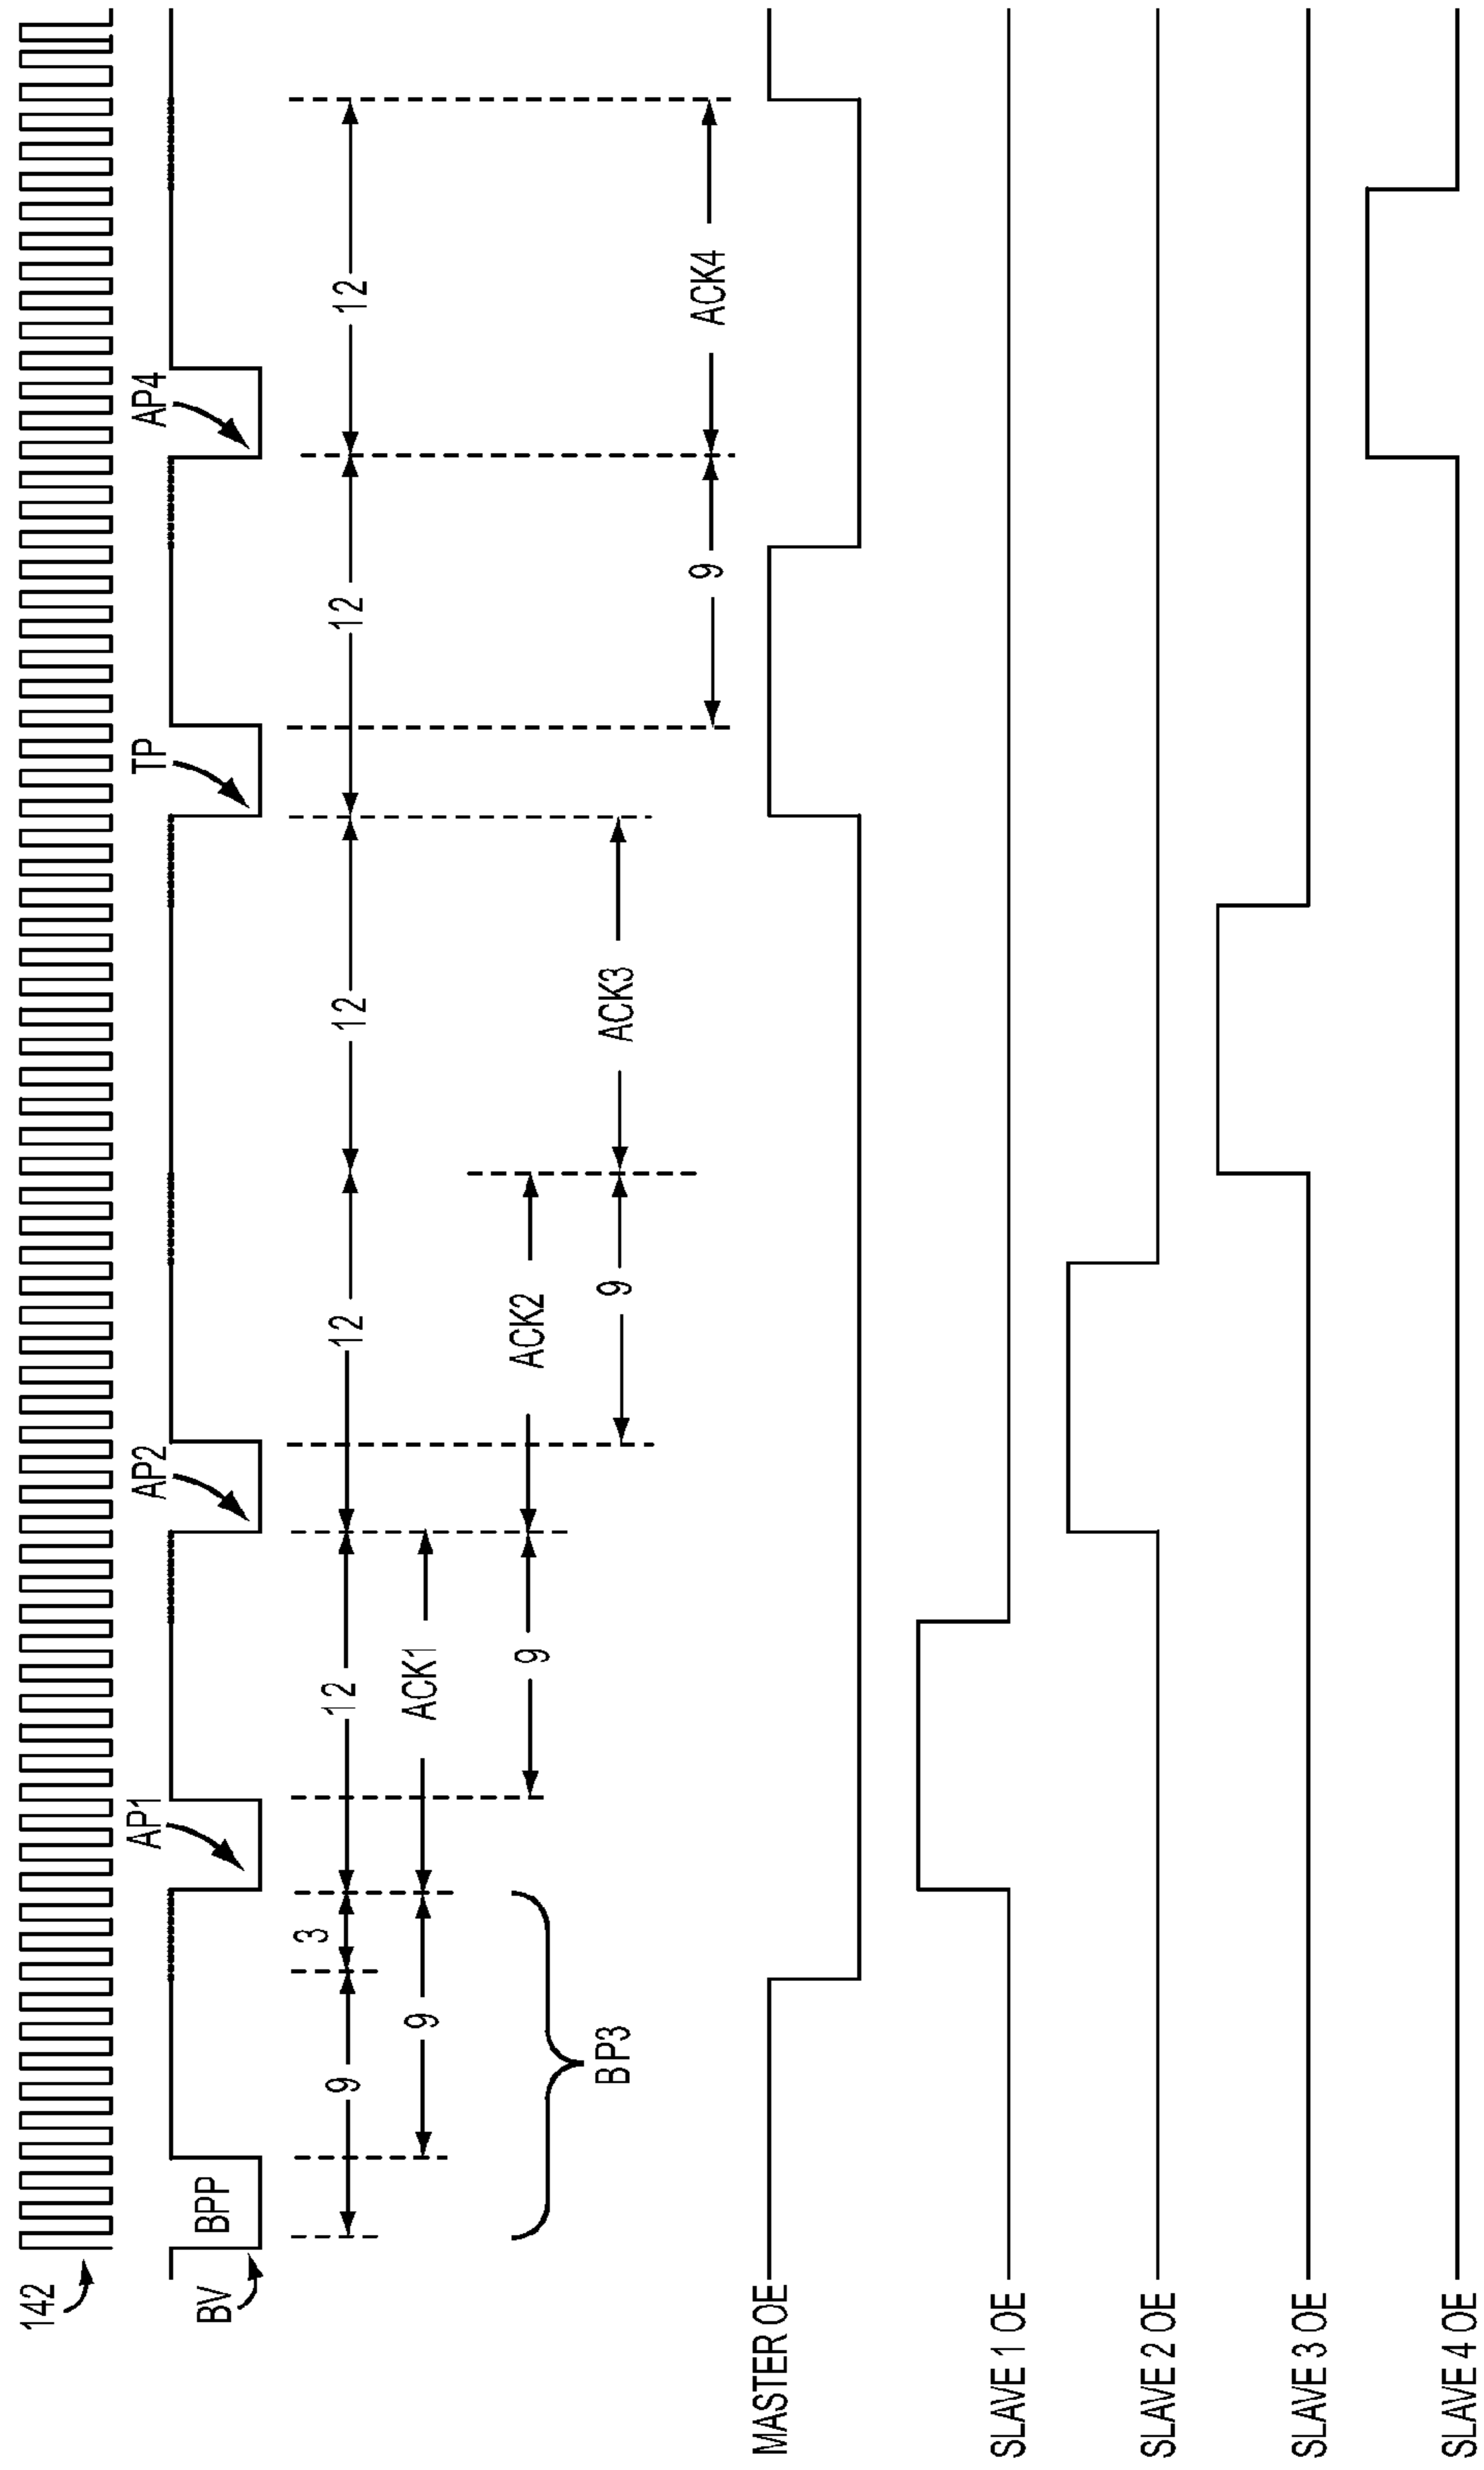 142
BV
BPP
AP1
AP2
TP
AP4
9
3
12
12
12
12
12
9
ACK1
9
ACK2
9
ACK3
9
ACK4
BP3
MASTER OE
SLAVE 1 OE
SLAVE 2 OE
SLAVE 3 OE
SLAVE 4 OE